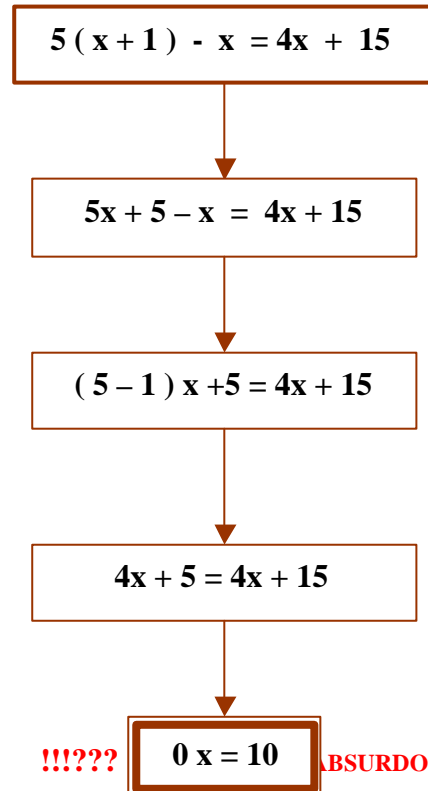 5 ( x + 1 ) - x = 4x + 15
5x + 5 – x = 4x + 15
( 5 – 1 ) x +5 = 4x + 15
4x + 5 = 4x + 15
!!!??? 0 x = 10 ABSURDO